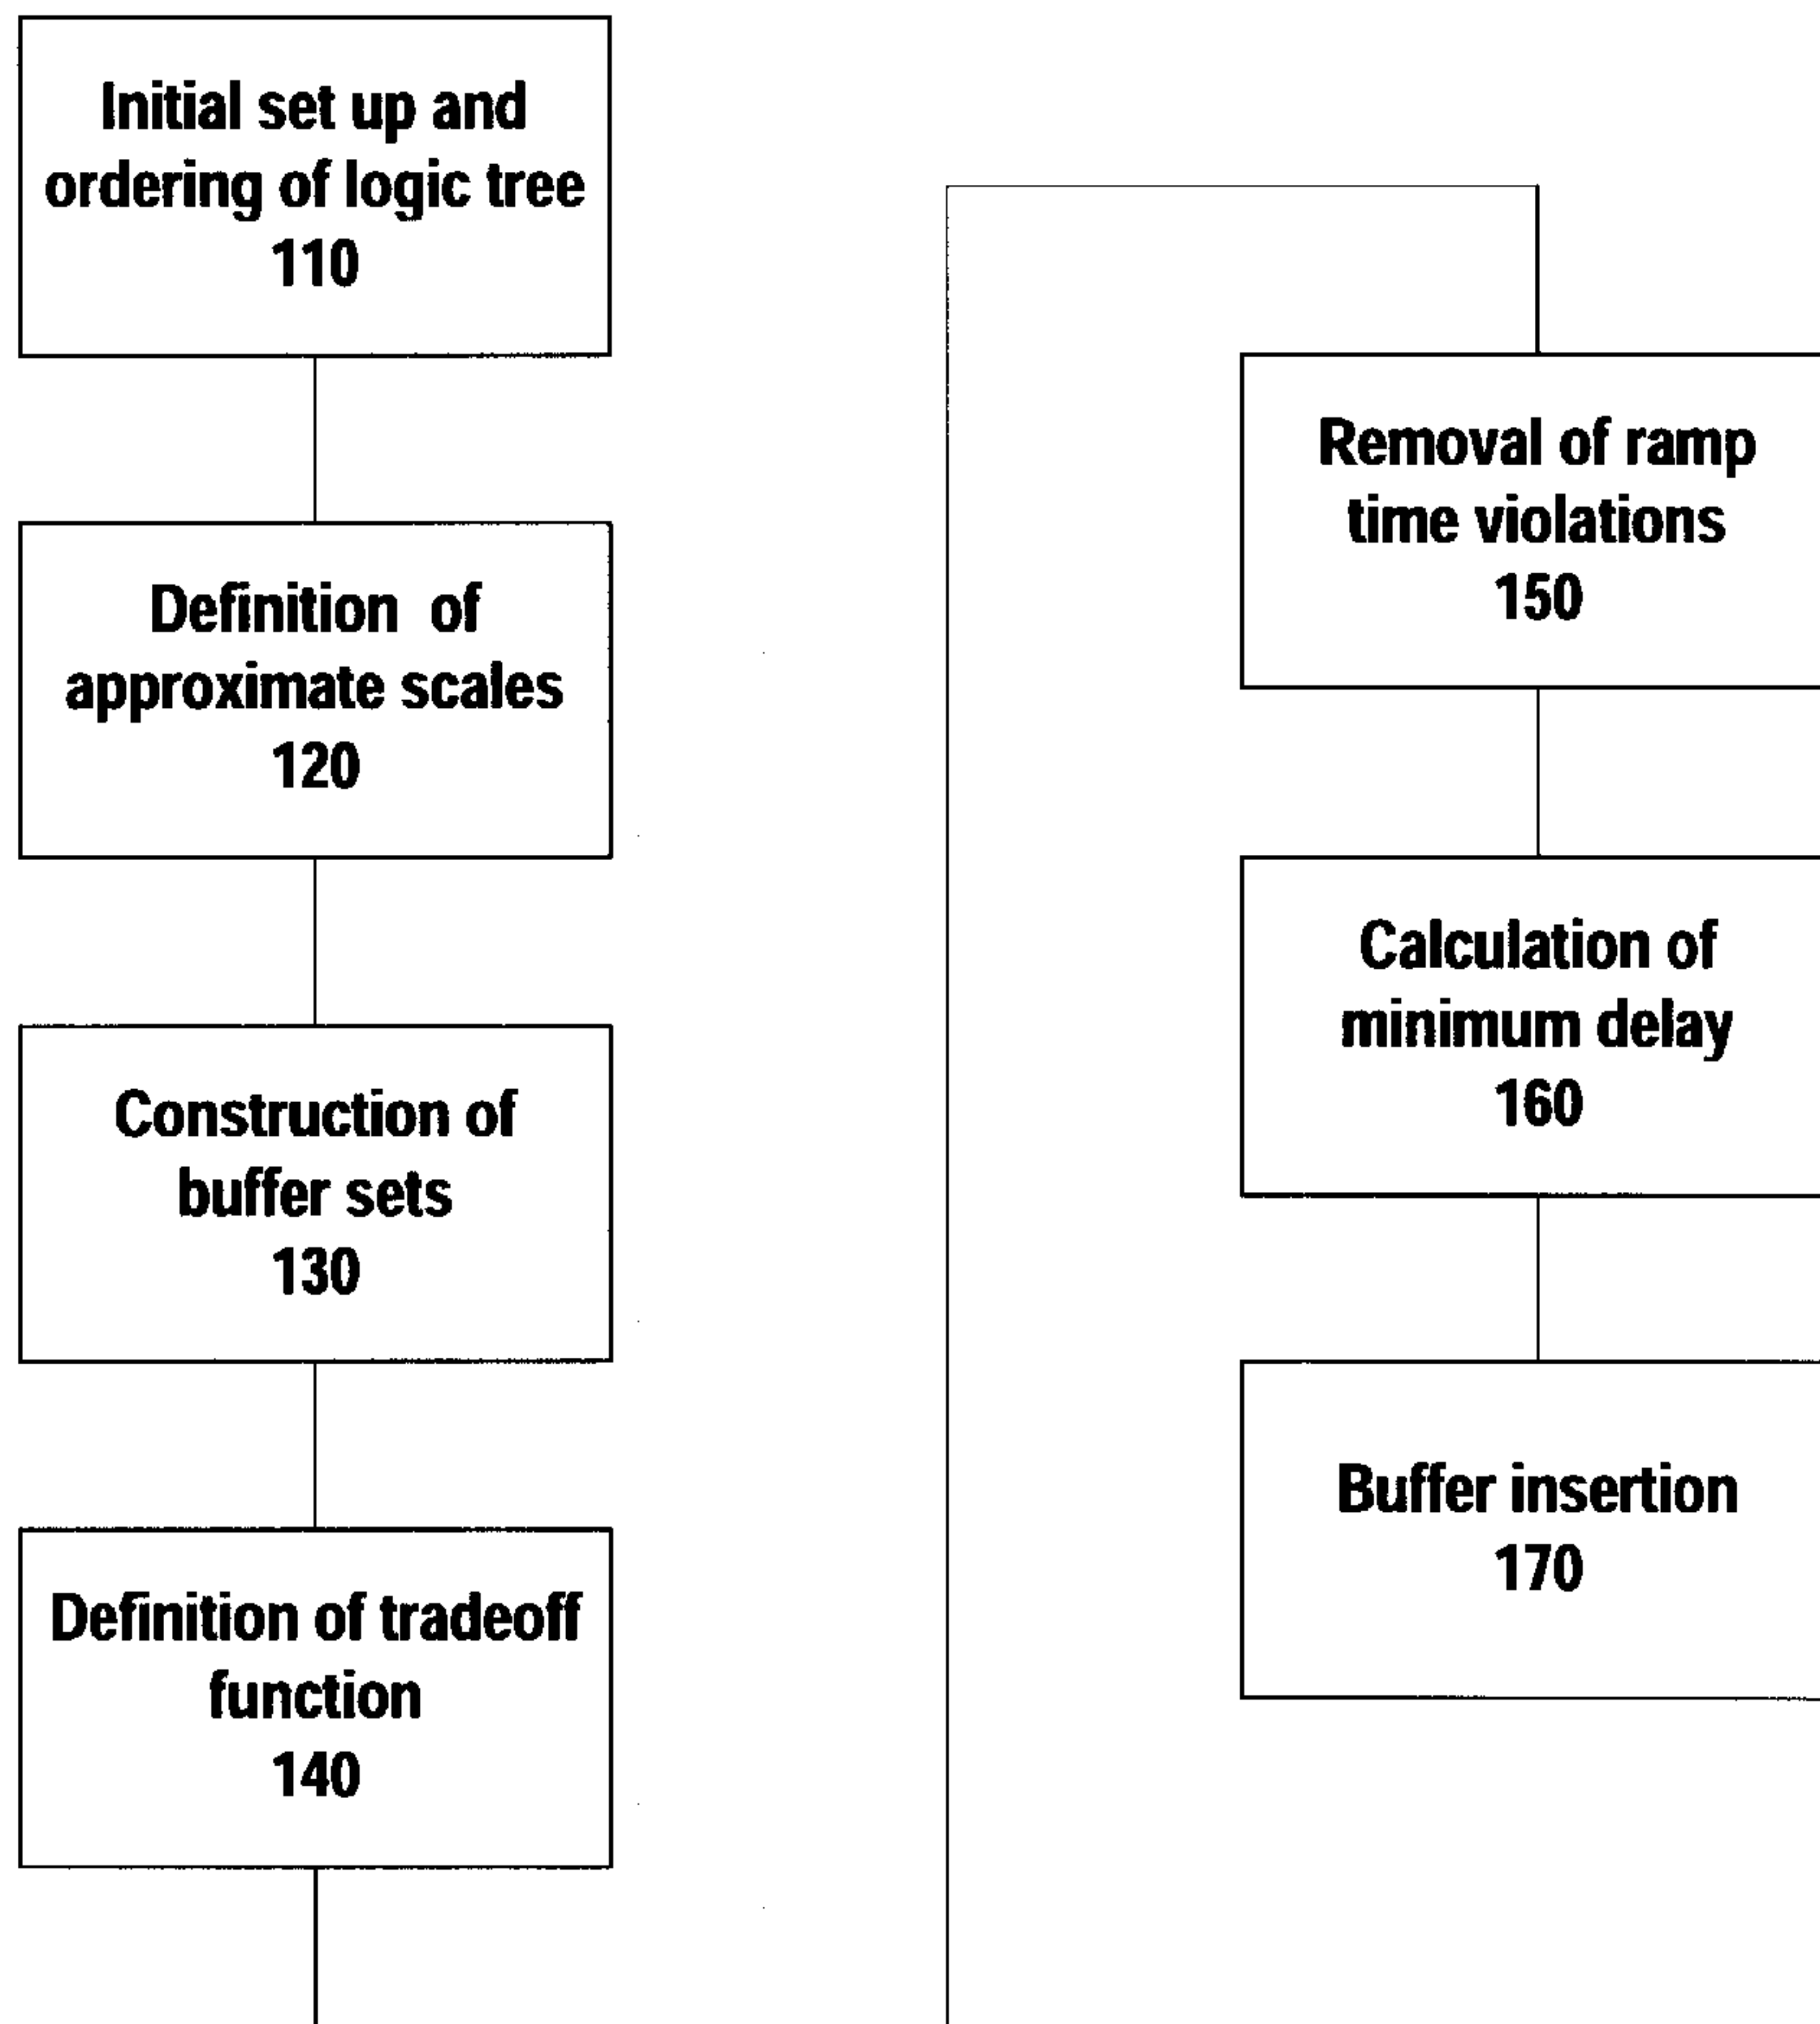 Initial set up and
ordering of logic tree
110
Definition of
approximate scales
120
Construction of
buffer sets
130
Definition of tradeoff
function
140
Removal of ramp
time violations
150
Calculation of
minimum delay
160
Buffer insertion
170